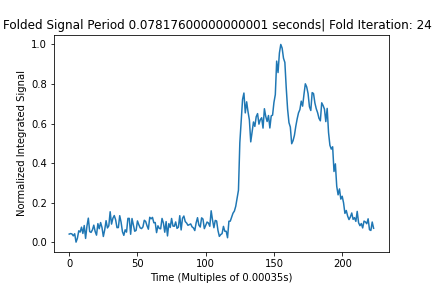 Folded Signal Period 0.07817600000000001 seconds| Fold Iteration: 24
1.0
0.8
0.6
0.4
0.2
0.0
Normalized Integrated Signal
0 50 100 150 200
Time (Multiples of 0.00035s)